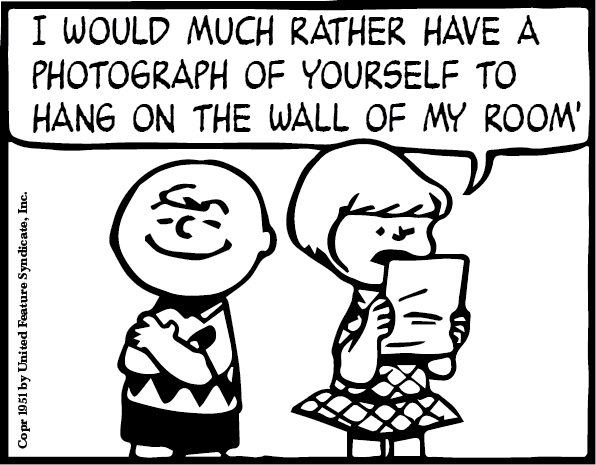 I WOULD MUCH RATHER HAVE A
PHOTOGRAPH OF YOURSELF TO
HANG ON THE WALL OF MY ROOM'
Copr 1951 by United Feature Syndicate, Inc.